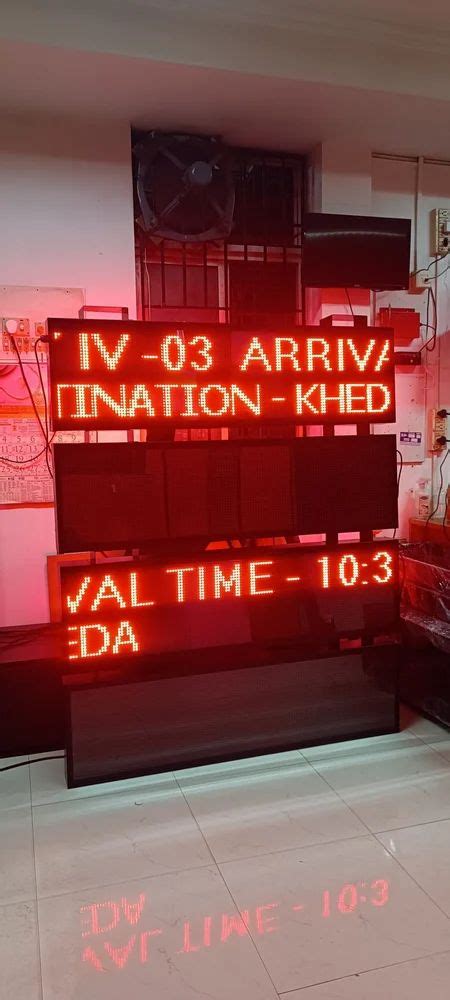 IV -03 ARRIVA
TINATION - KHED
VAL TIME - 10:3
EDA